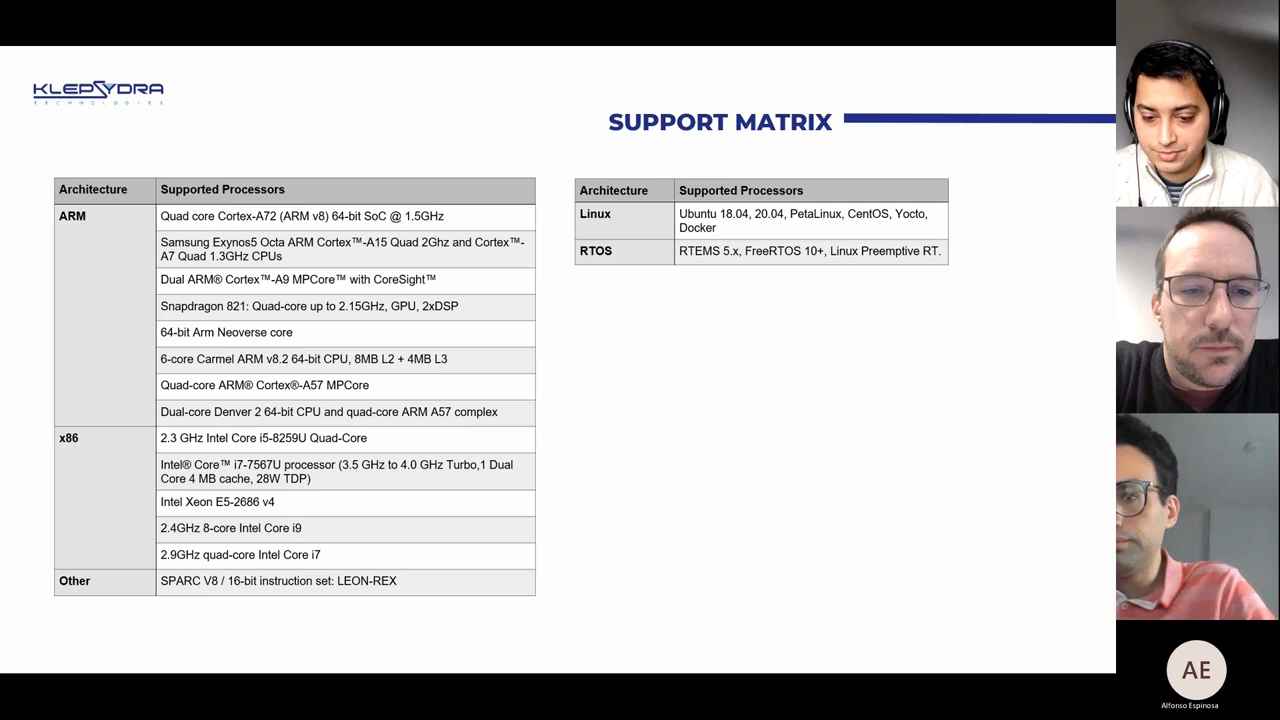 KLEPSYDRA
TECHNOLOGIES
SUPPORT MATRIX
Architecture Supported Processors
ARM Quad core Cortex-A72 (ARM v8) 64-bit SoC @ 1.5GHz
Samsung Exynos5 Octa ARM Cortex™-A15 Quad 2Ghz and Cortex™-
A7 Quad 1.3GHz CPUs
Dual ARM® Cortex™-A9 MPCore™ with CoreSight™
Snapdragon 821: Quad-core up to 2.15GHz, GPU, 2xDSP
64-bit Arm Neoverse core
6-core Carmel ARM v8.2 64-bit CPU, 8MB L2 + 4MB L3
Quad-core ARM® Cortex®-A57 MPCore
Dual-core Denver 2 64-bit CPU and quad-core ARM A57 complex
x86 2.3 GHz Intel Core i5-8259U Quad-Core
Intel® Core™ i7-7567U processor (3.5 GHz to 4.0 GHz Turbo,1 Dual
Core 4 MB cache, 28W TDP)
Intel Xeon E5-2686 v4
2.4GHz 8-core Intel Core i9
2.9GHz quad-core Intel Core i7
Other SPARC V8 / 16-bit instruction set: LEON-REX
Architecture Supported Processors
Linux Ubuntu 18.04, 20.04, PetaLinux, CentOS, Yocto,
Docker
RTOS RTEMS 5.x, FreeRTOS 10+, Linux Preemptive RT.
AE
Alfonso Espinosa